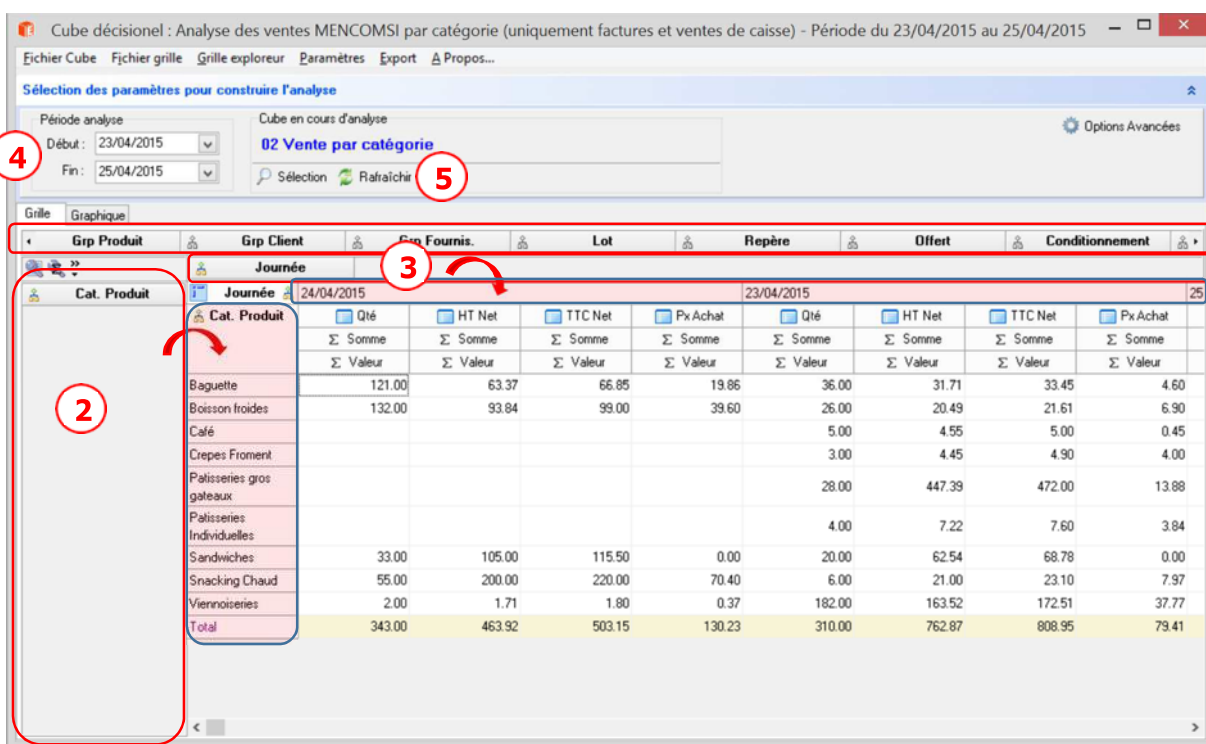 Cube décisionel : Analyse des ventes MENCOMSI par catégorie (uniquement factures et ventes de caisse) - Période du 23/04/2015 au 25/04/2015
Fichier Cube Fichier grille Grille exploreur Paramètres Export A Propos...
Sélection des paramètres pour construire l'analyse
Période analyse Cube en cours d'analyse Options Avancées
4 Début : 23/04/2015 02 Vente par catégorie
Fin : 25/04/2015 Sélection Rafraîchir 5
Grille Graphique
Grp Produit Grp Client Grp Fournis. Lot Repère Offert Conditionnement
Journée 3
Cat. Produit Journée 24/04/2015 23/04/2015 25
Cat. Produit Qté HT Net TTC Net Px Achat Qté HT Net TTC Net Px Achat
Σ Somme Σ Somme Σ Somme Σ Somme Σ Somme Σ Somme Σ Somme Σ Somme
Σ Valeur Σ Valeur Σ Valeur Σ Valeur Σ Valeur Σ Valeur Σ Valeur Σ Valeur
Baguette 121.00 63.37 66.85 19.86 36.00 31.71 33.45 4.60
2 Boisson froides 132.00 93.84 99.00 39.60 26.00 20.49 21.61 6.90
Café 5.00 4.55 5.00 0.45
Crepes Froment 3.00 4.45 4.90 4.00
Patisseries gros
gateaux 28.00 447.39 472.00 13.88
Patisseries
Individuelles 4.00 7.22 7.60 3.84
Sandwiches 33.00 105.00 115.50 0.00 20.00 62.54 68.78 0.00
Snacking Chaud 55.00 200.00 220.00 70.40 6.00 21.00 23.10 7.97
Viennoiseries 2.00 1.71 1.80 0.37 182.00 163.52 172.51 37.77
Total 343.00 463.92 503.15 130.23 310.00 762.87 808.95 79.41